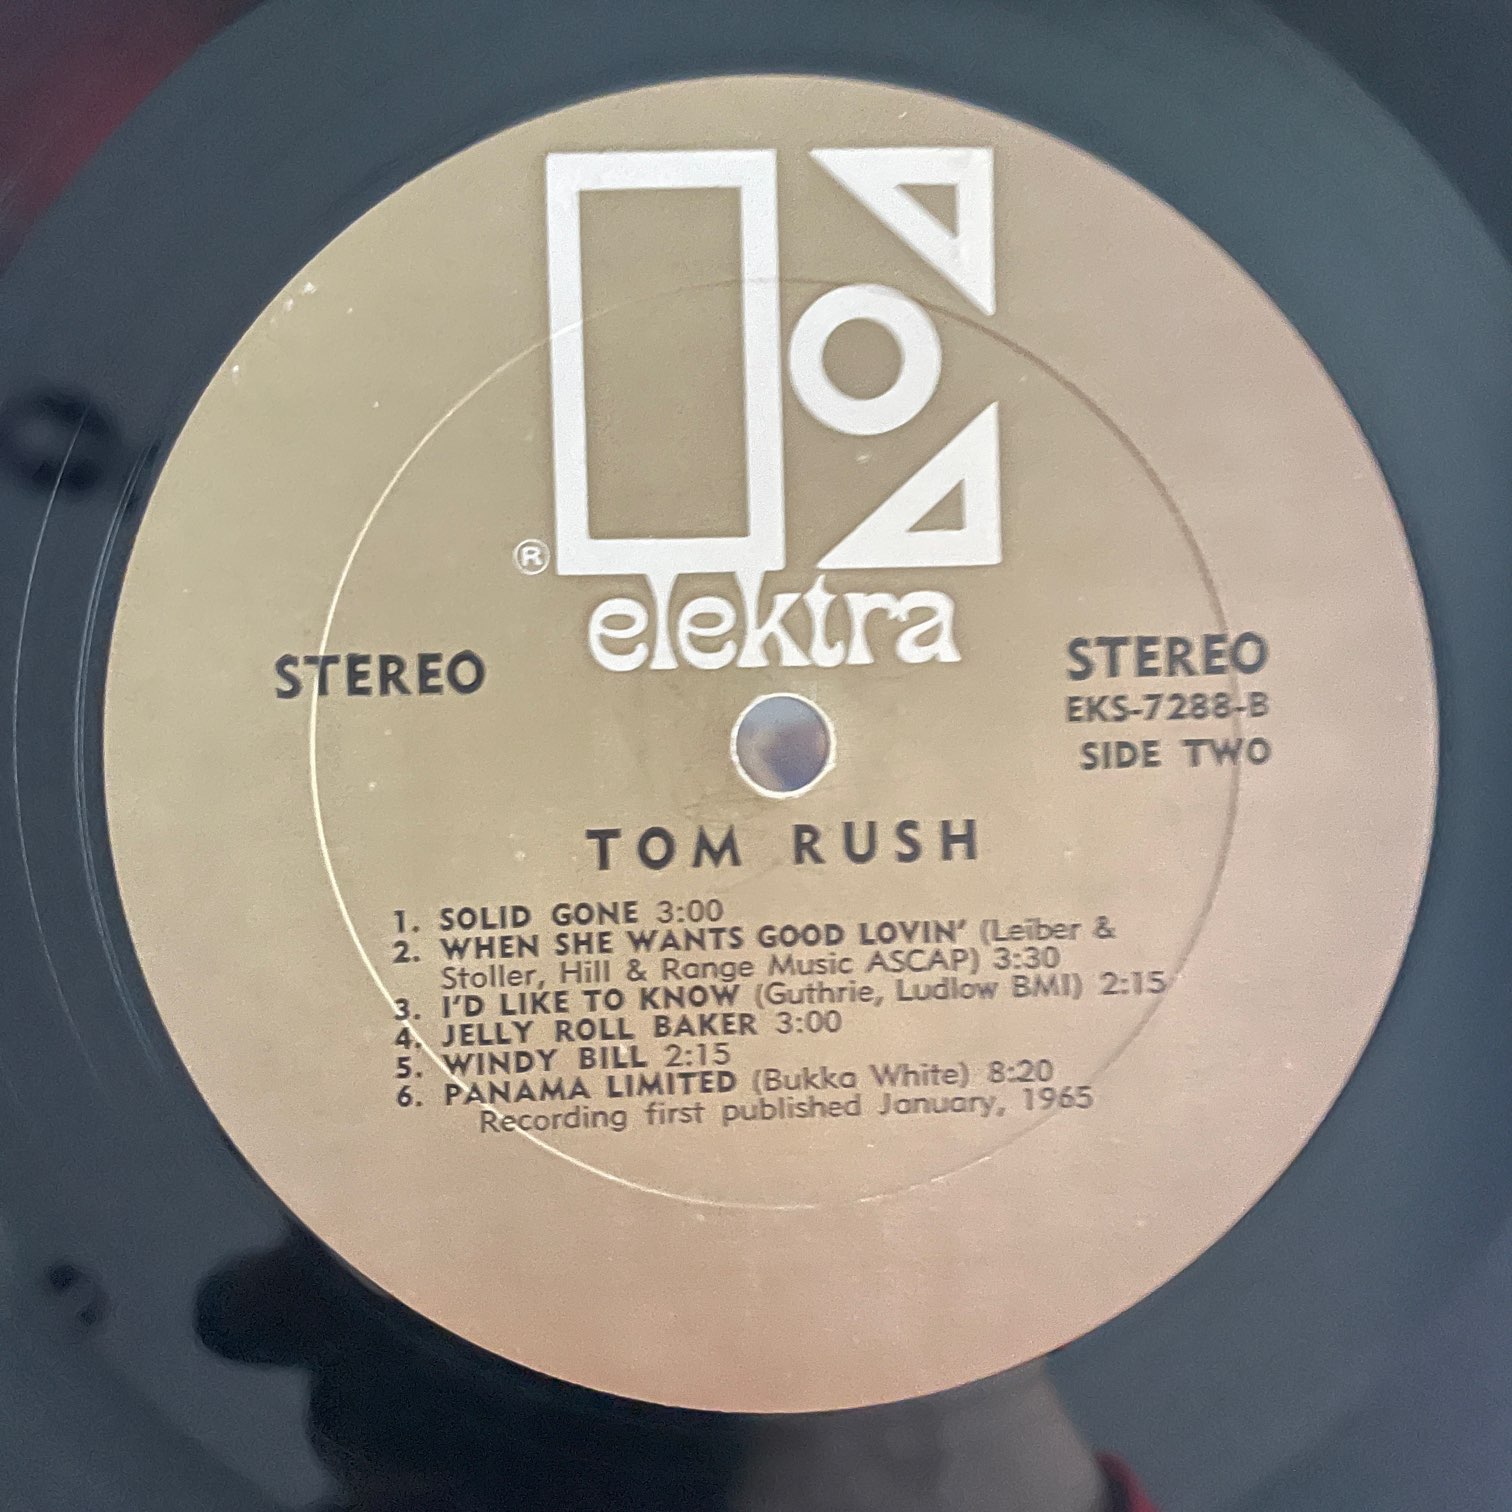 ®
elektra
STEREO
STEREO
EKS-7288-B
SIDE TWO
TOM RUSH
1. SOLID GONE 3:00
2. WHEN SHE WANTS GOOD LOVIN' (Leiber &
Stoller, Hill & Range Music ASCAP) 3:30
3. I'D LIKE TO KNOW (Guthrie, Ludlow BMI) 2:15
4. JELLY ROLL BAKER 3:00
5. WINDY BILL 2:15
6. PANAMA LIMITED (Bukka White) 8:20
Recording first published January, 1965